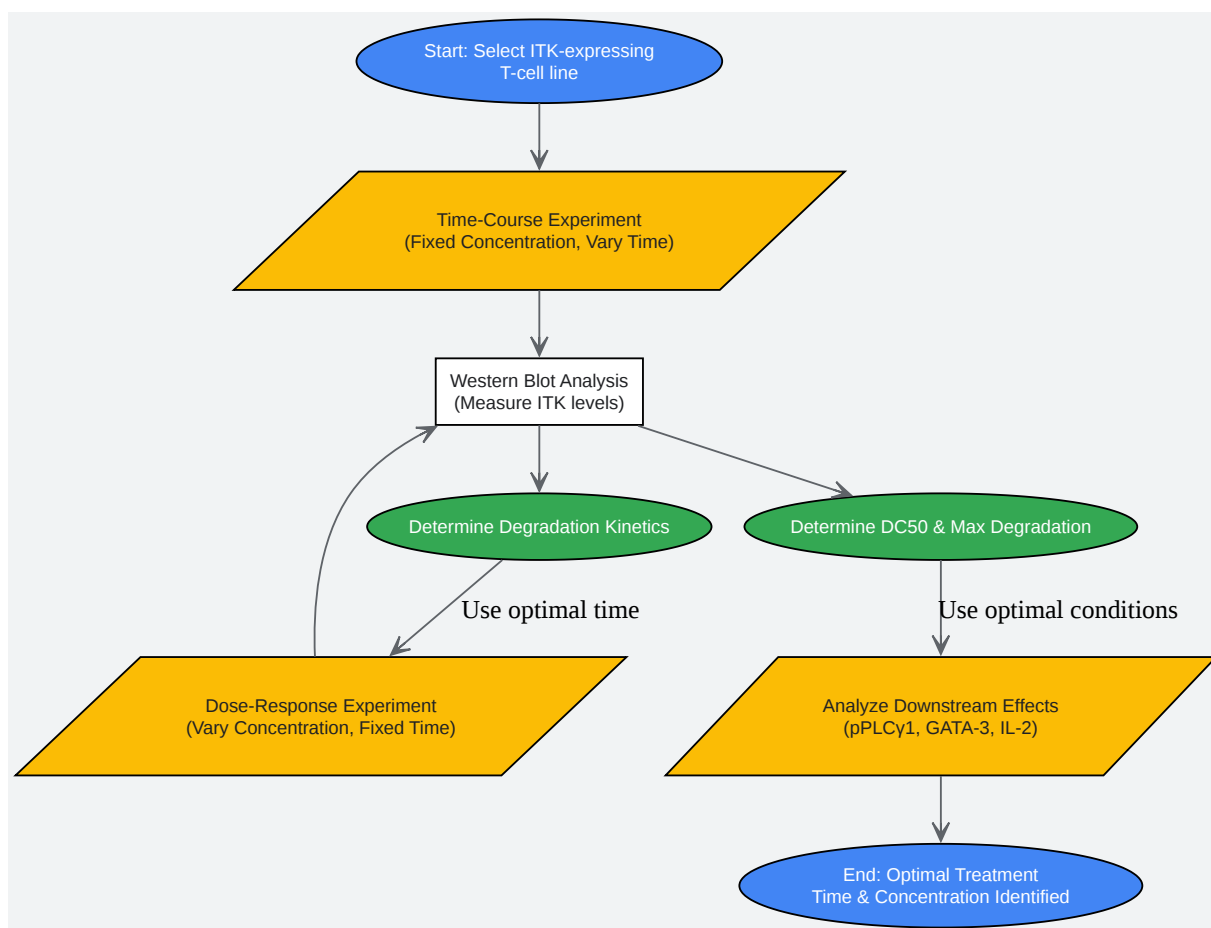 Start: Select ITK-expressing
T-cell line
Time-Course Experiment
(Fixed Concentration, Vary Time)
Western Blot Analysis
(Measure ITK levels)
Determine Degradation Kinetics
Determine DC50 & Max Degradation
Use optimal time
Use optimal conditions
Dose-Response Experiment
(Vary Concentration, Fixed Time)
Analyze Downstream Effects
(pPLCγ1, GATA-3, IL-2)
End: Optimal Treatment
Time & Concentration Identified